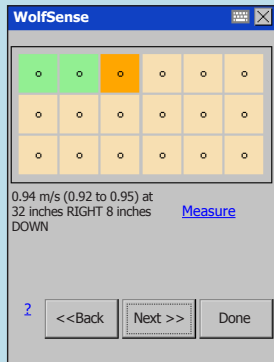 WolfSense
0.94 m/s (0.92 to 0.95) at
32 inches RIGHT 8 inches
DOWN
Measure
?
<<Back
Next >>
Done